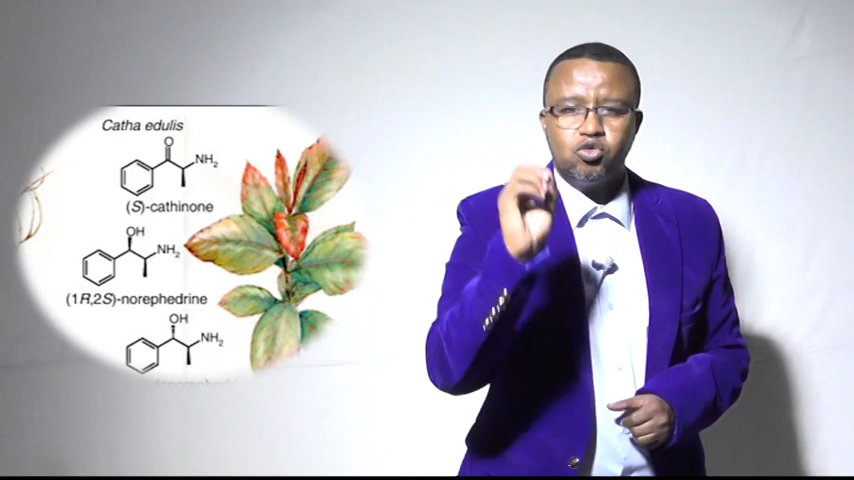 Catha edulis
O
NH2
(S)-cathinone
OH
NH2
(1R,2S)-norephedrine
OH
NH2